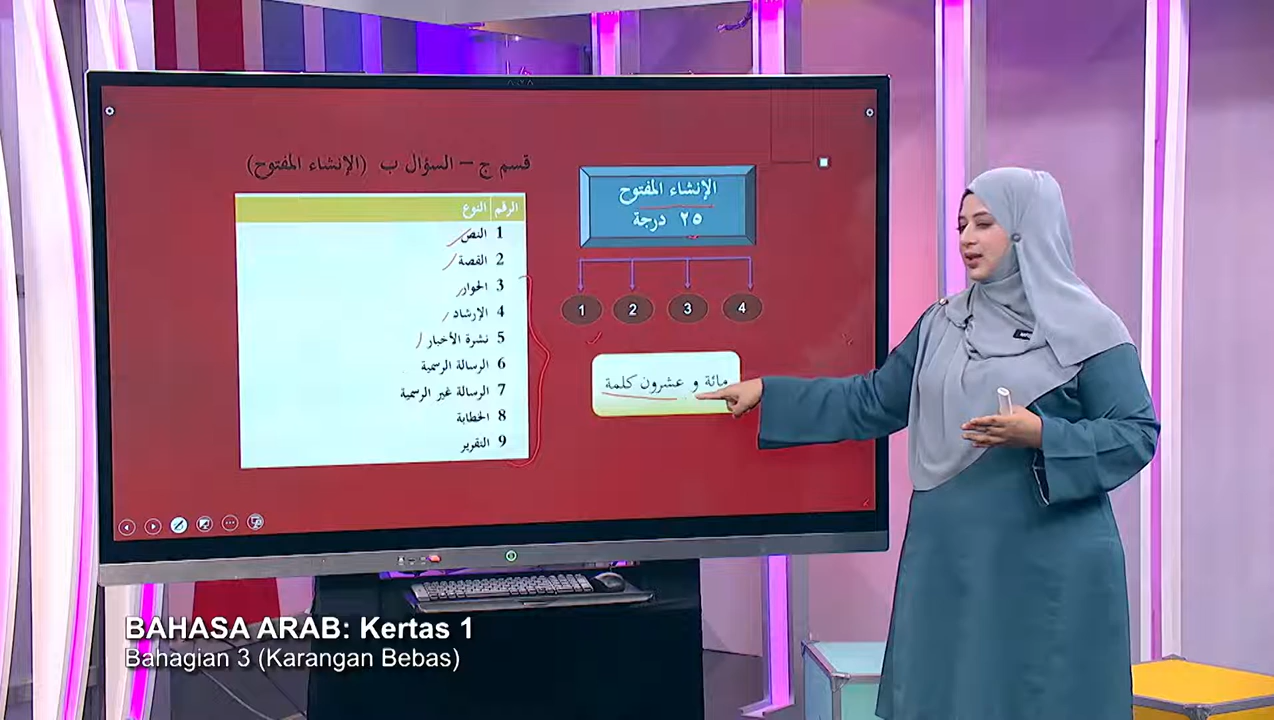 قسم ج – السؤال ب (الإنشاء المفتوح)
الرقم النوع
1 النص
2 القصة
3 الحوار
4 الإرشاد
5 نشرة الأخبار
6 الرسالة الرسمية
7 الرسالة غير الرسمية
8 الخطابة
9 التقرير
الإنشاء المفتوح
٢٥ درجة
1 2 3 4
مائة و عشرون كلمة
BAHASA ARAB: Kertas 1
Bahagian 3 (Karangan Bebas)